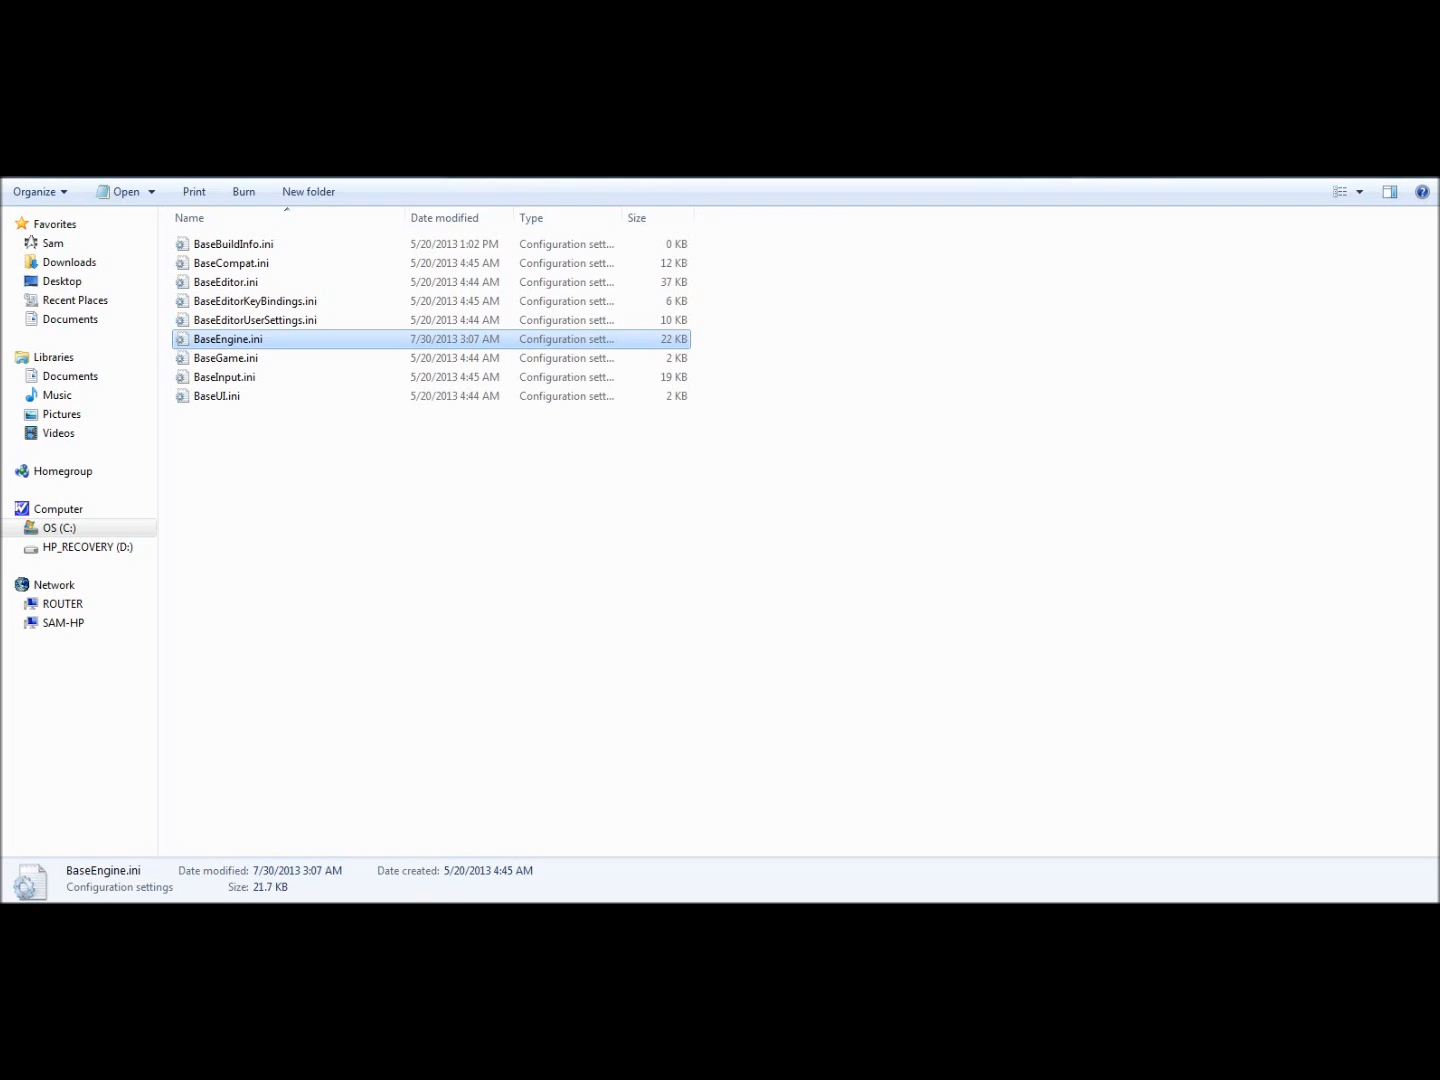 Organize Open Print Burn New folder
Name Date modified Type Size
Favorites
Sam
Downloads
Desktop
Recent Places
Documents
Libraries
Documents
Music
Pictures
Videos
Homegroup
Computer
OS (C:)
HP_RECOVERY (D:)
Network
ROUTER
SAM-HP
BaseBuildInfo.ini 5/20/2013 1:02 PM Configuration sett... 0 KB
BaseCompat.ini 5/20/2013 4:45 AM Configuration sett... 12 KB
BaseEditor.ini 5/20/2013 4:44 AM Configuration sett... 37 KB
BaseEditorKeyBindings.ini 5/20/2013 4:45 AM Configuration sett... 6 KB
BaseEditorUserSettings.ini 5/20/2013 4:44 AM Configuration sett... 10 KB
BaseEngine.ini 7/30/2013 3:07 AM Configuration sett... 22 KB
BaseGame.ini 5/20/2013 4:44 AM Configuration sett... 2 KB
BaseInput.ini 5/20/2013 4:45 AM Configuration sett... 19 KB
BaseUI.ini 5/20/2013 4:44 AM Configuration sett... 2 KB
BaseEngine.ini Date modified: 7/30/2013 3:07 AM Date created: 5/20/2013 4:45 AM
Configuration settings Size: 21.7 KB